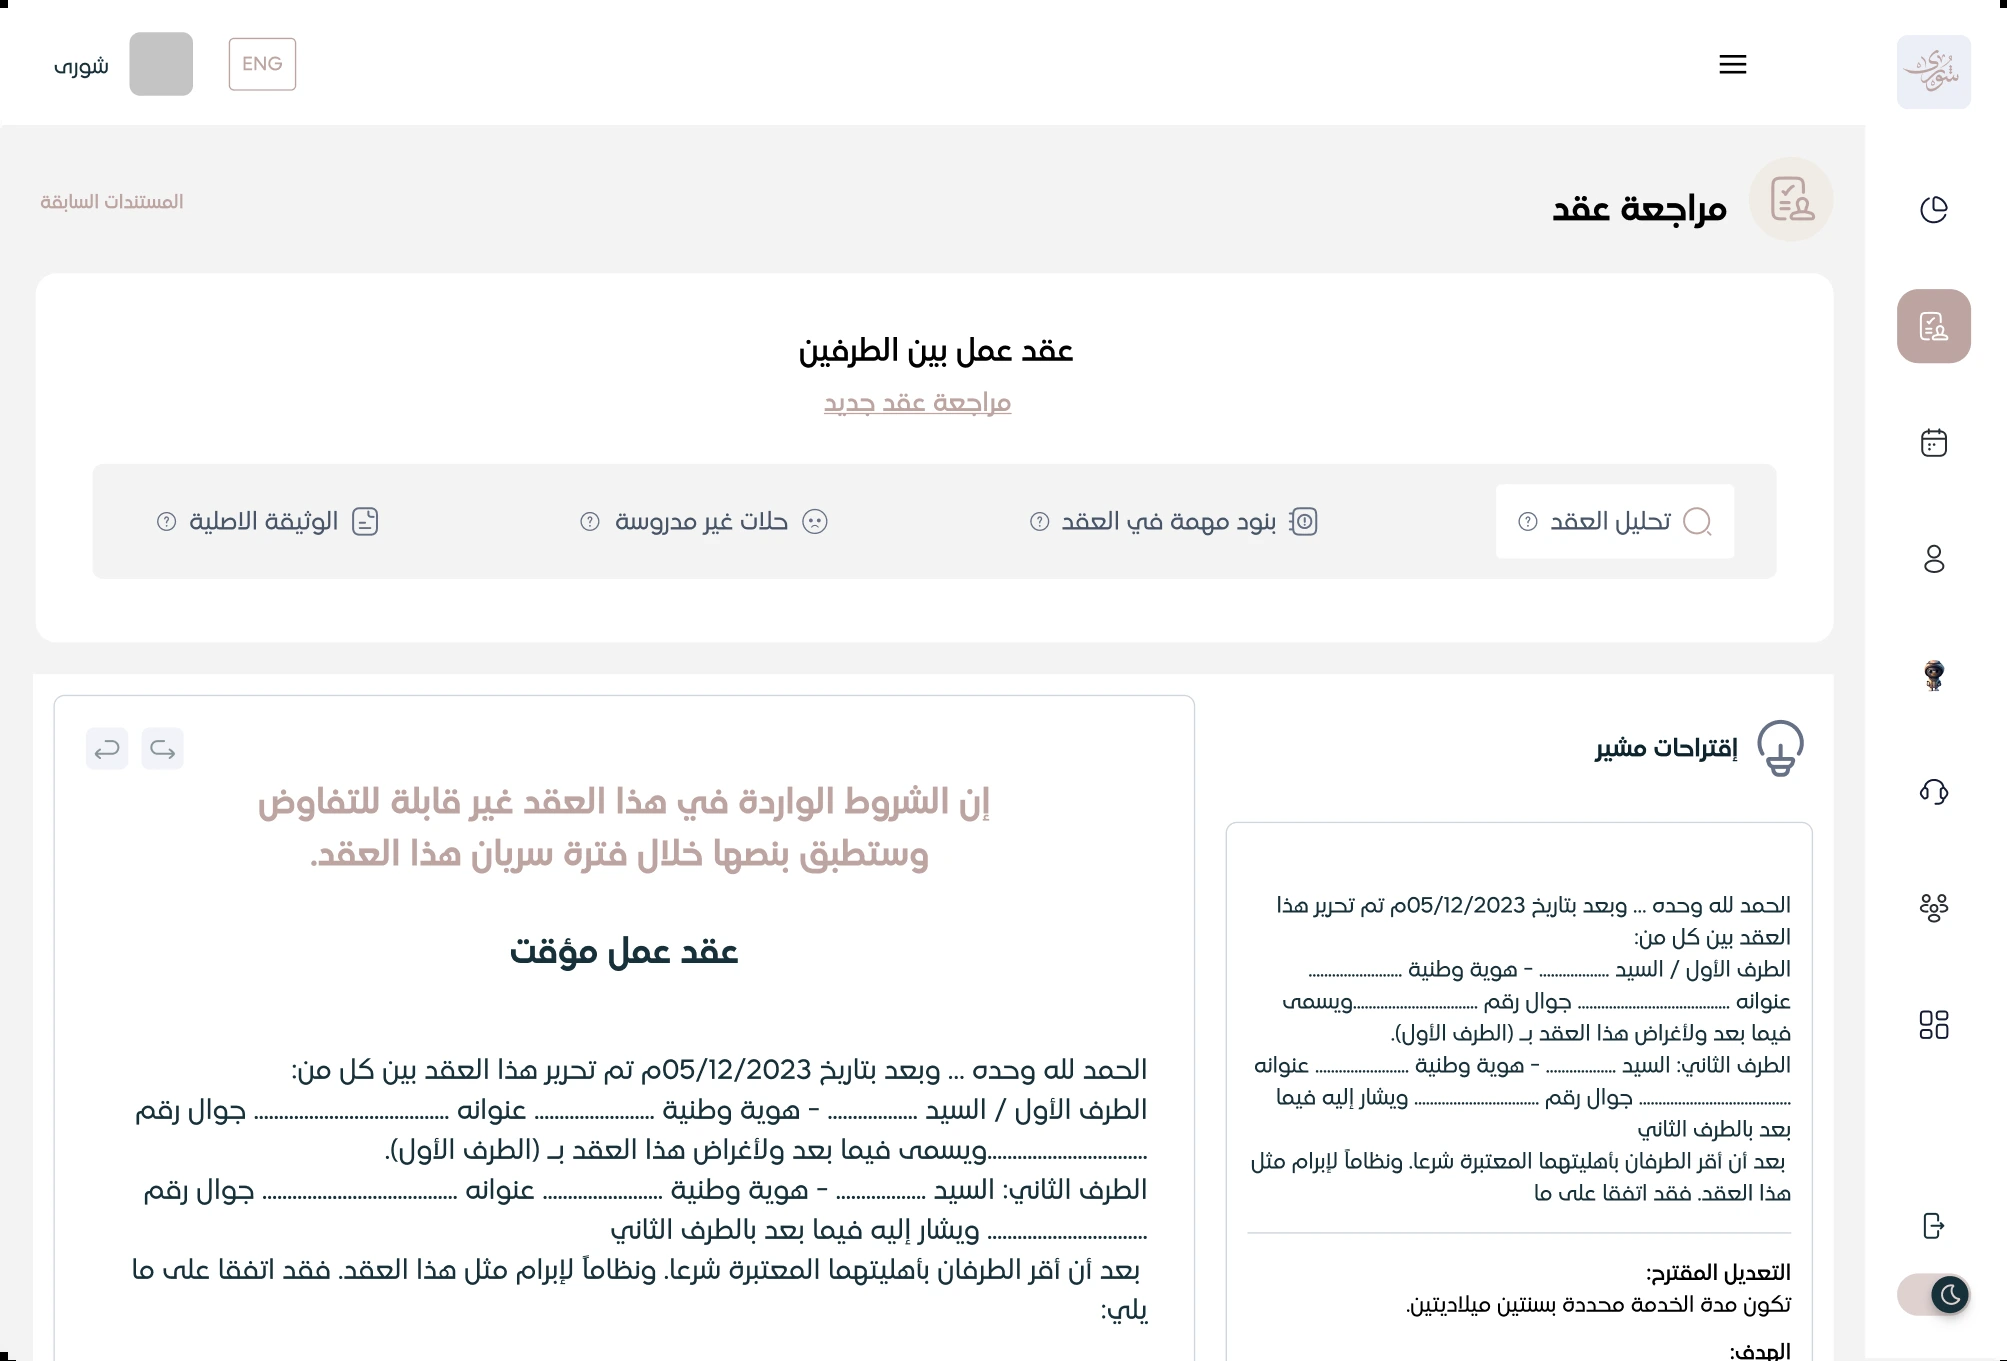 شورى
ENG
شورى
مراجعة عقد
المستندات السابقة
عقد عمل بين الطرفين
مراجعة عقد جديد
تحليل العقد ?
بنود مهمة في العقد ?
حلات غير مدروسة ?
الوثيقة الاصلية ?
إقتراحات مشير
الحمد لله وحده ... وبعد بتاريخ 05/12/2023م تم تحرير هذا
العقد بين كل من:
الطرف الأول / السيد ................. - هوية وطنية .......................
عنوانه ..................................... جوال رقم ..............................ويسمى
فيما بعد ولأغراض هذا العقد بـ (الطرف الأول).
الطرف الثاني: السيد ................. - هوية وطنية ....................... عنوانه
..................................... جوال رقم .............................. ويشار إليه فيما
بعد بالطرف الثاني
بعد أن أقر الطرفان بأهليتهما المعتبرة شرعا. ونظاماً لإبرام مثل
هذا العقد. فقد اتفقا على ما
التعديل المقترح:
تكون مدة الخدمة محددة بسنتين ميلاديتين.
الهدف:
إن الشروط الواردة في هذا العقد غير قابلة للتفاوض
وستطبق بنصها خلال فترة سريان هذا العقد.
عقد عمل مؤقت
الحمد لله وحده ... وبعد بتاريخ 05/12/2023م تم تحرير هذا العقد بين كل من:
الطرف الأول / السيد ................. - هوية وطنية ....................... عنوانه ..................................... جوال رقم
..............................ويسمى فيما بعد ولأغراض هذا العقد بـ (الطرف الأول).
الطرف الثاني: السيد ................. - هوية وطنية ....................... عنوانه ..................................... جوال رقم
.............................. ويشار إليه فيما بعد بالطرف الثاني
بعد أن أقر الطرفان بأهليتهما المعتبرة شرعا. ونظاماً لإبرام مثل هذا العقد. فقد اتفقا على ما
يلي: